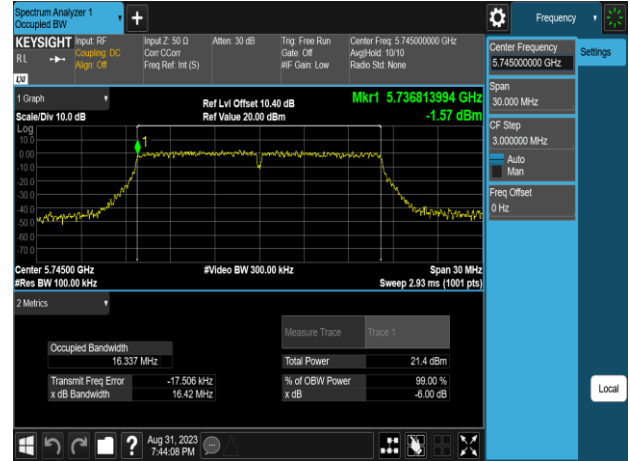 Spectrum Analyzer 1
Occupied BW
Frequency
KEYSIGHT Input: RF Input Z: 50 Ω Atten: 30 dB Trig: Free Run Center Freq: 5.745000000 GHz
RL Coupling: DC Corr CCorr Gate: Off Avg|Hold: 10/10
Align: Off Freq Ref: Int (S) #IF Gain: Low Radio Std: None
LXI
Center Frequency
5.745000000 GHz
Settings
Span
30.000 MHz
CF Step
3.000000 MHz
Auto
Man
Freq Offset
0 Hz
1 Graph Ref Lvl Offset 10.40 dB Mkr1 5.736813994 GHz
Scale/Div 10.0 dB Ref Value 20.00 dBm -1.57 dBm
Log
1
10.0
0.00
-10.0
-20.0
-30.0
-40.0
-50.0
-60.0
-70.0
Center 5.74500 GHz #Video BW 300.00 kHz Span 30 MHz
#Res BW 100.00 kHz Sweep 2.93 ms (1001 pts)
2 Metrics
Measure Trace Trace 1
Occupied Bandwidth
16.337 MHz Total Power 21.4 dBm
Transmit Freq Error -17.506 kHz % of OBW Power 99.00 %
x dB Bandwidth 16.42 MHz x dB -6.00 dB
Local
Aug 31, 2023
7:44:08 PM